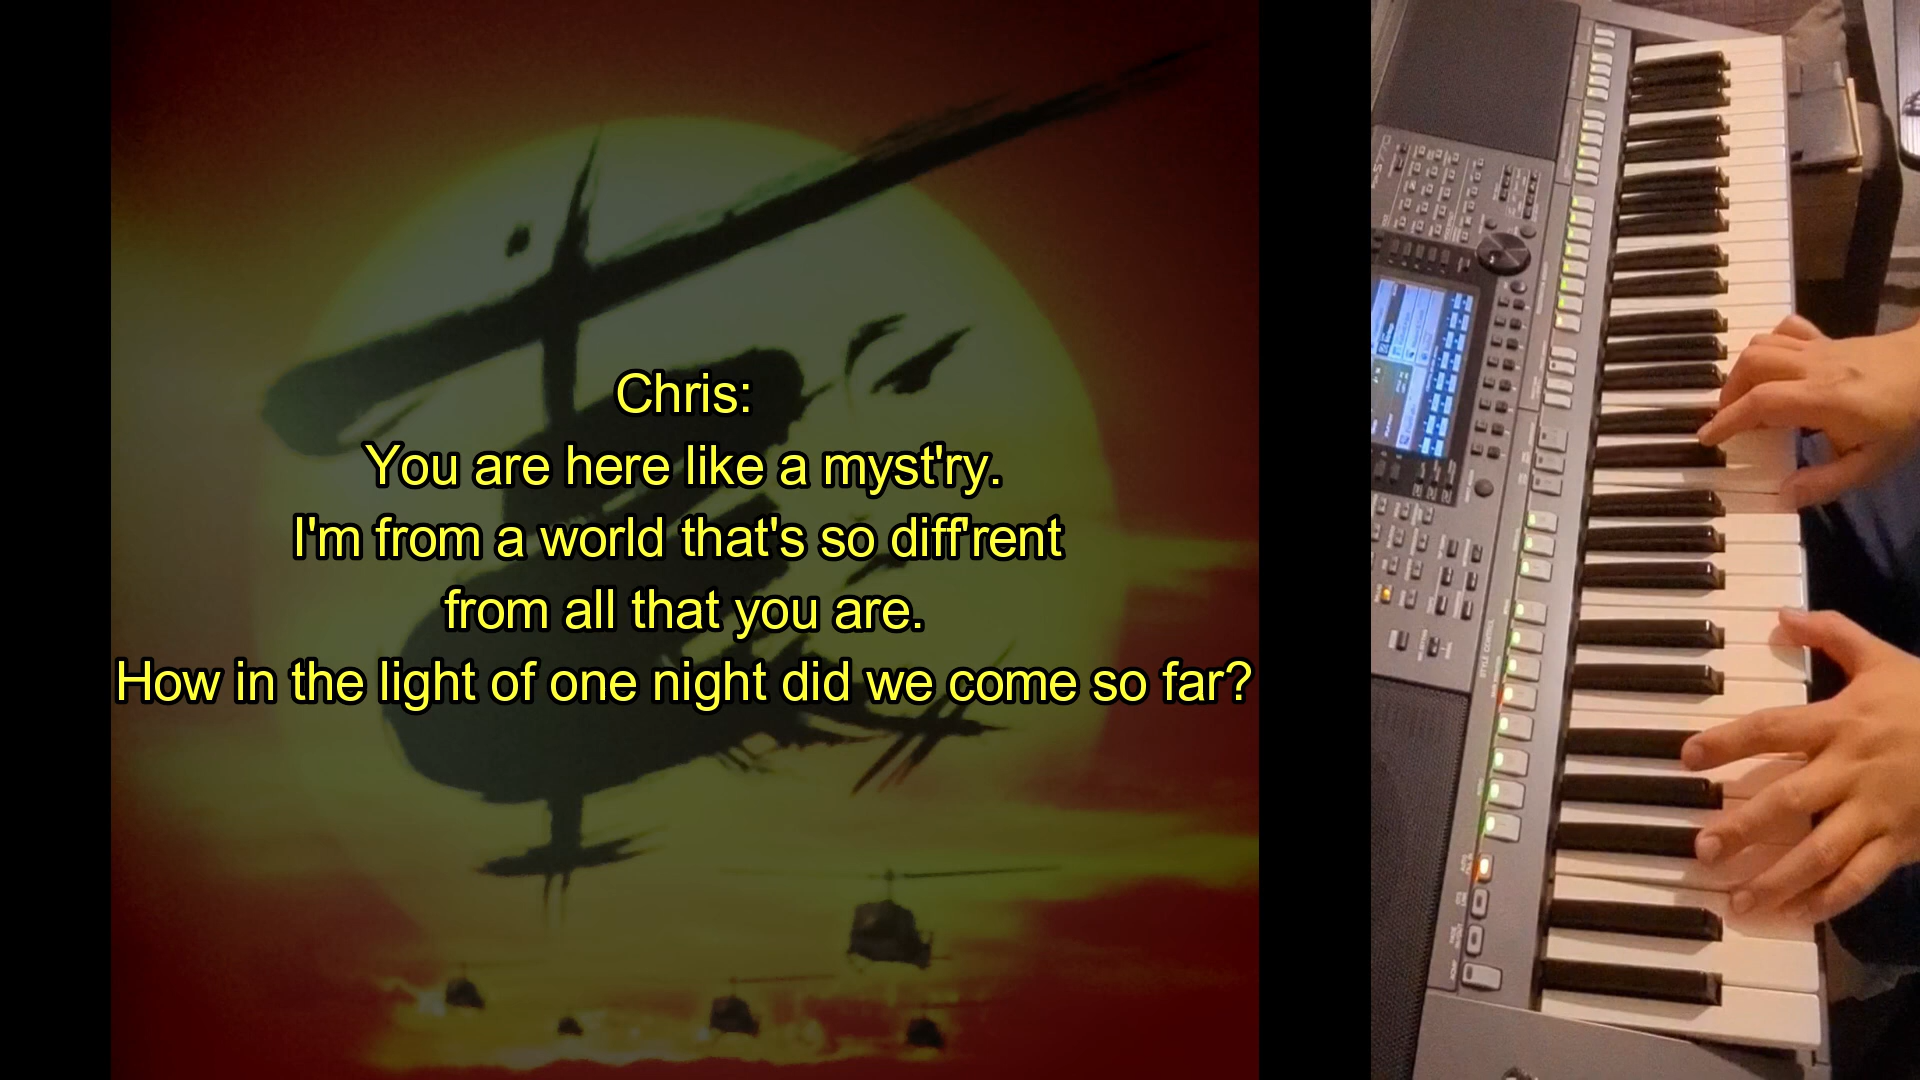 Chris:
You are here like a myst'ry.
I'm from a world that's so diff'rent
from all that you are.
How in the light of one night did we come so far?